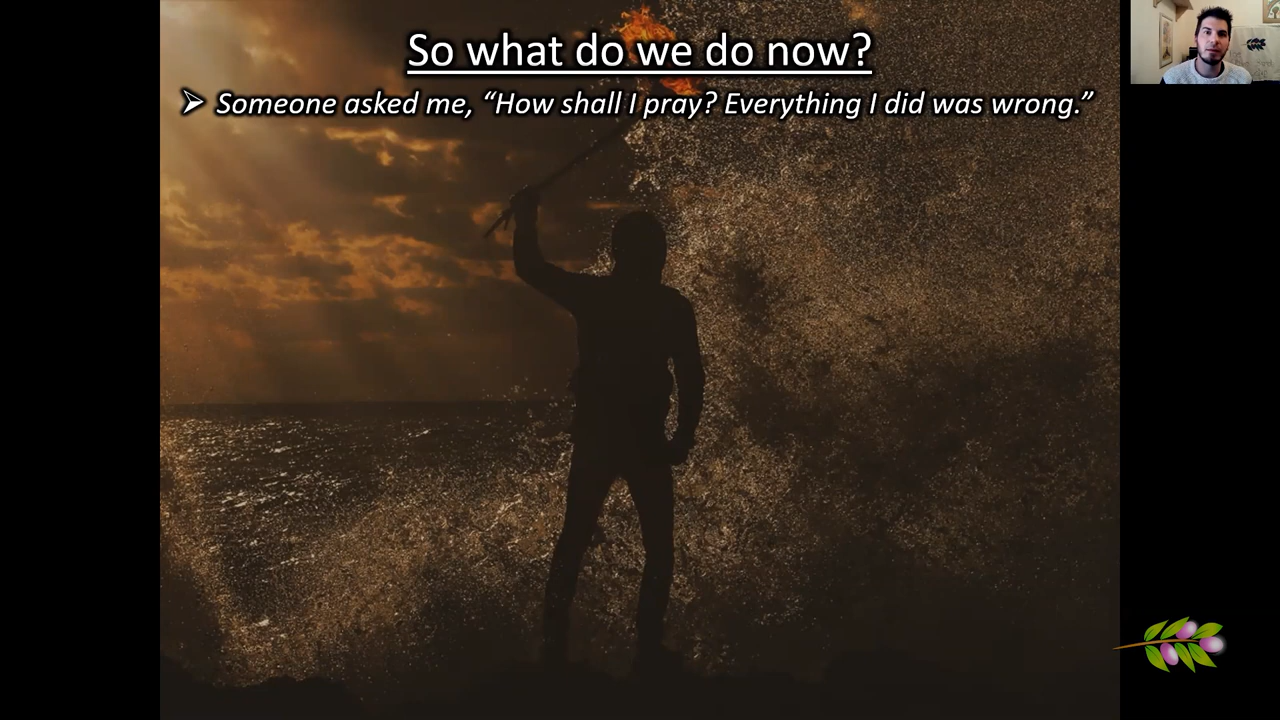 So what do we do now?
➢ Someone asked me, “How shall I pray? Everything I did was wrong.”